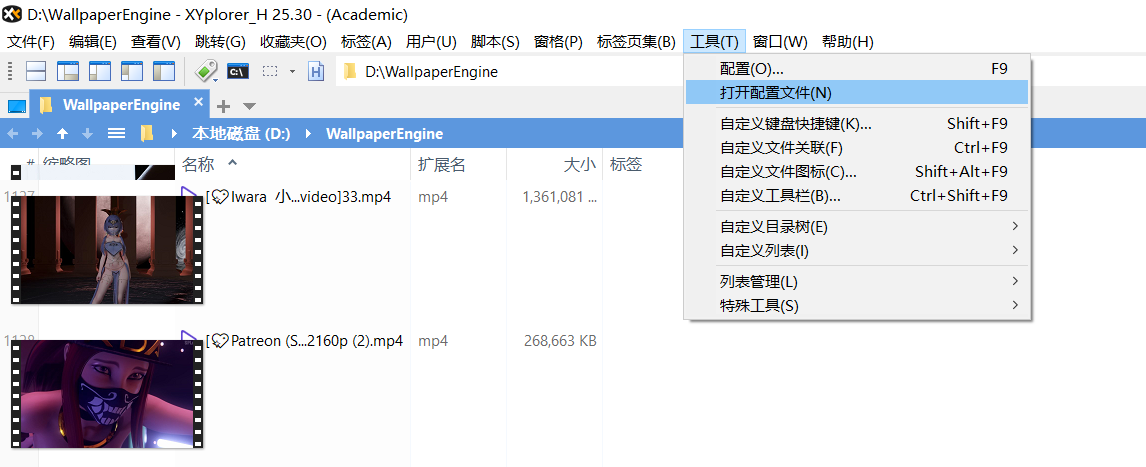 D:\WallpaperEngine - XYplorer_H 25.30 - (Academic)
文件(F) 编辑(E) 查看(V) 跳转(G) 收藏夹(O) 标签(A) 用户(U) 脚本(S) 窗格(P) 标签页集(B) 工具(T) 窗口(W) 帮助(H)
C:\ H D:\WallpaperEngine
WallpaperEngine
本地磁盘 (D:) WallpaperEngine
# 缩略图 名称 扩展名 大小 标签
1127 [♡Iwara 小...video]33.mp4 mp4 1,361,081 ...
1128 [♡Patreon (S...2160p (2).mp4 mp4 268,663 KB
配置(O)... F9
打开配置文件(N)
自定义键盘快捷键(K)... Shift+F9
自定义文件关联(F) Ctrl+F9
自定义文件图标(C)... Shift+Alt+F9
自定义工具栏(B)... Ctrl+Shift+F9
自定义目录树(E)
自定义列表(I)
列表管理(L)
特殊工具(S)